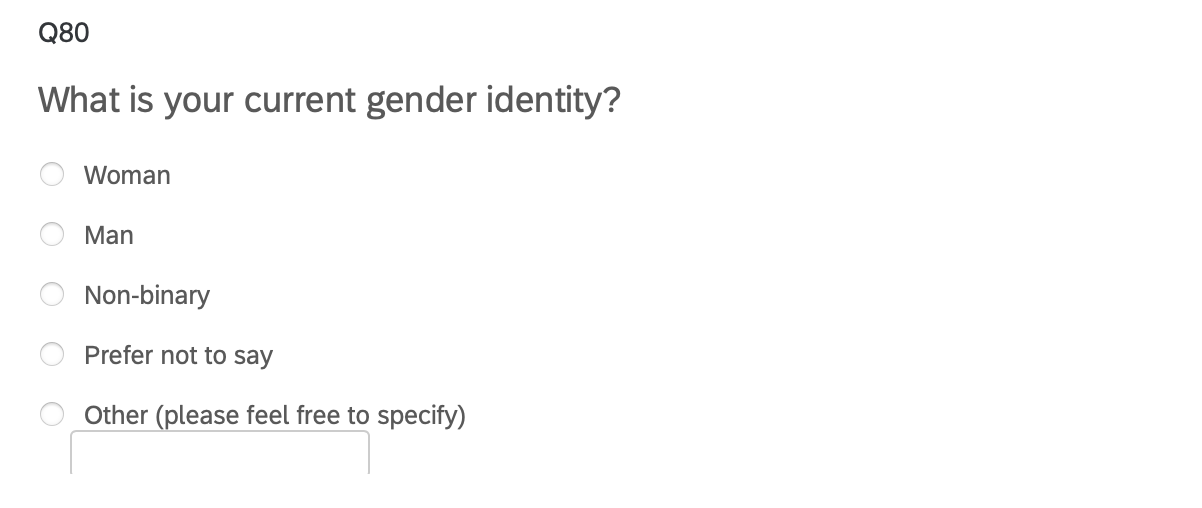 Q80
What is your current gender identity?
Woman
Man
Non-binary
Prefer not to say
Other (please feel free to specify)